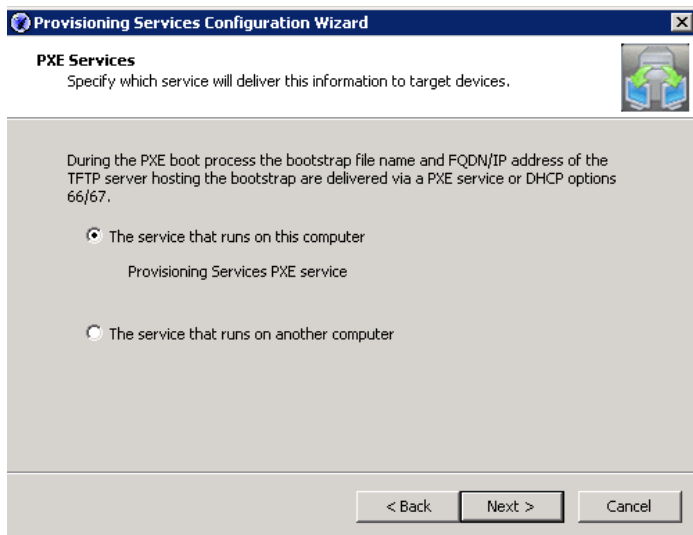 Provisioning Services Configuration Wizard
PXE Services
Specify which service will deliver this information to target devices.
During the PXE boot process the bootstrap file name and FQDN/IP address of the
TFTP server hosting the bootstrap are delivered via a PXE service or DHCP options
66/67.
The service that runs on this computer
Provisioning Services PXE service
The service that runs on another computer
< Back Next > Cancel